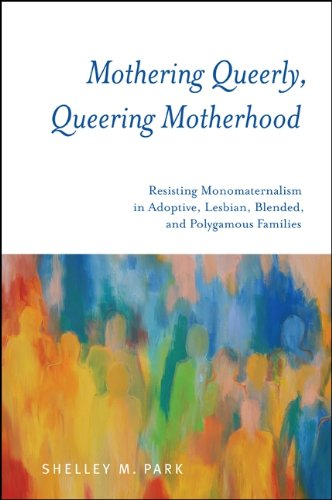 Mothering Queerly,
Queering Motherhood
Resisting Monomaternalism
in Adoptive, Lesbian, Blended,
and Polygamous Families
SHELLEY M. PARK